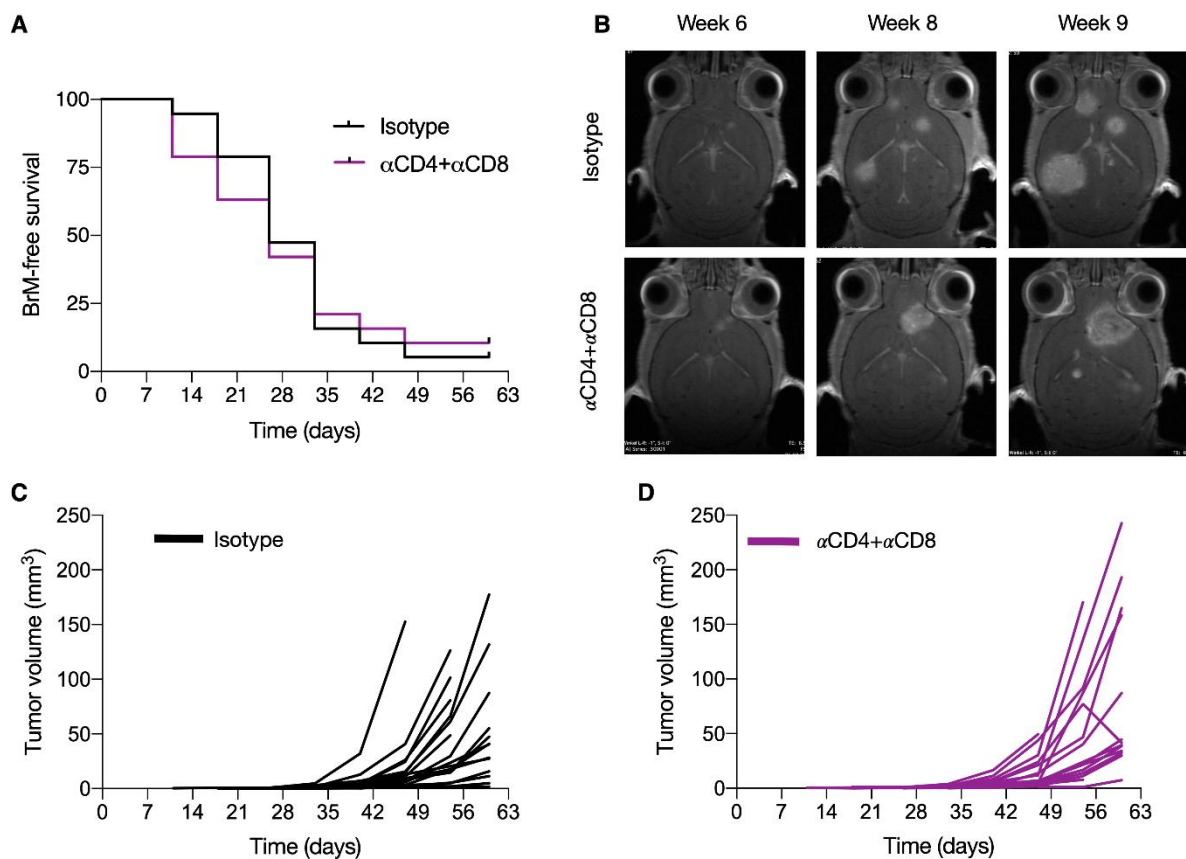 A
100
75
50
25
0
BrM-free survival
Isotype
αCD4+αCD8
0 7 14 21 28 35 42 49 56 63
Time (days)
B
Week 6 Week 8 Week 9
Isotype
αCD4+αCD8
Winkel L-R: -1°, S-I: 0°
C
250
200
150
100
50
0
Tumor volume (mm³)
Isotype
0 7 14 21 28 35 42 49 56 63
Time (days)
D
250
200
150
100
50
0
Tumor volume (mm³)
αCD4+αCD8
0 7 14 21 28 35 42 49 56 63
Time (days)